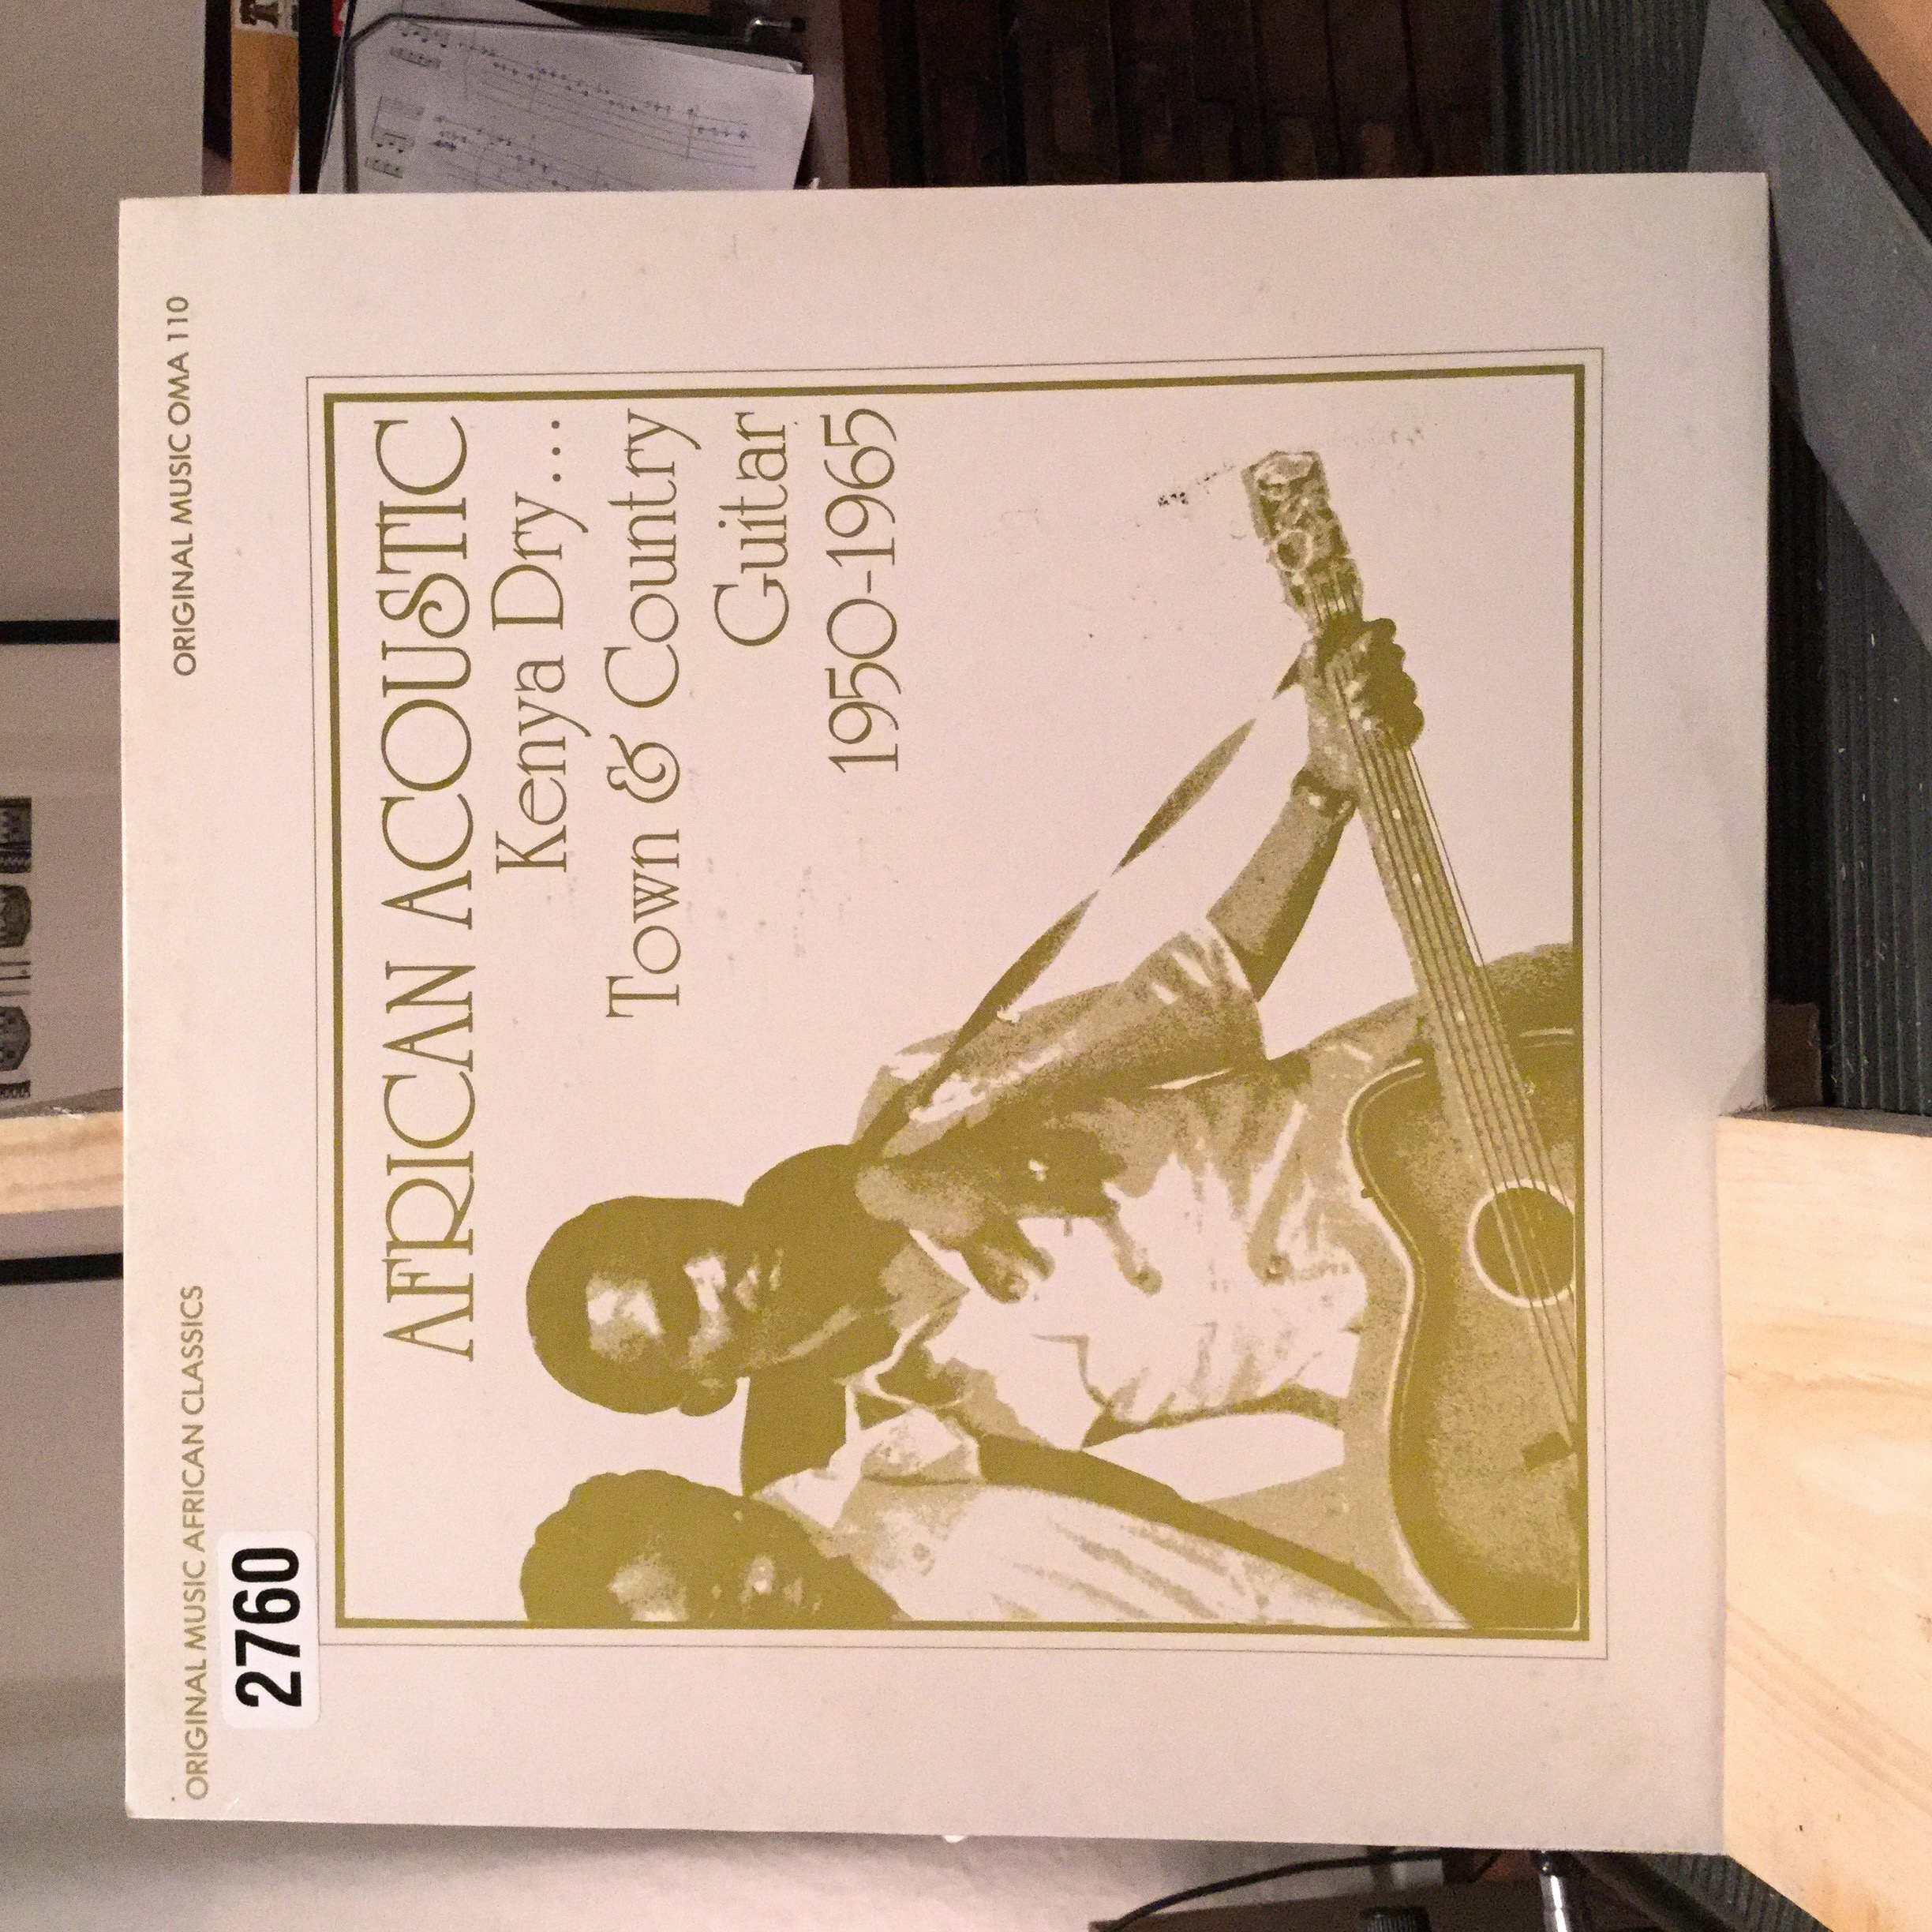 ORIGINAL MUSIC AFRICAN CLASSICS
ORIGINAL MUSIC OMA 110
2760
AFRICAN ACOUSTIC
Kenya Dry...
Town & Country
Guitar
1950-1965